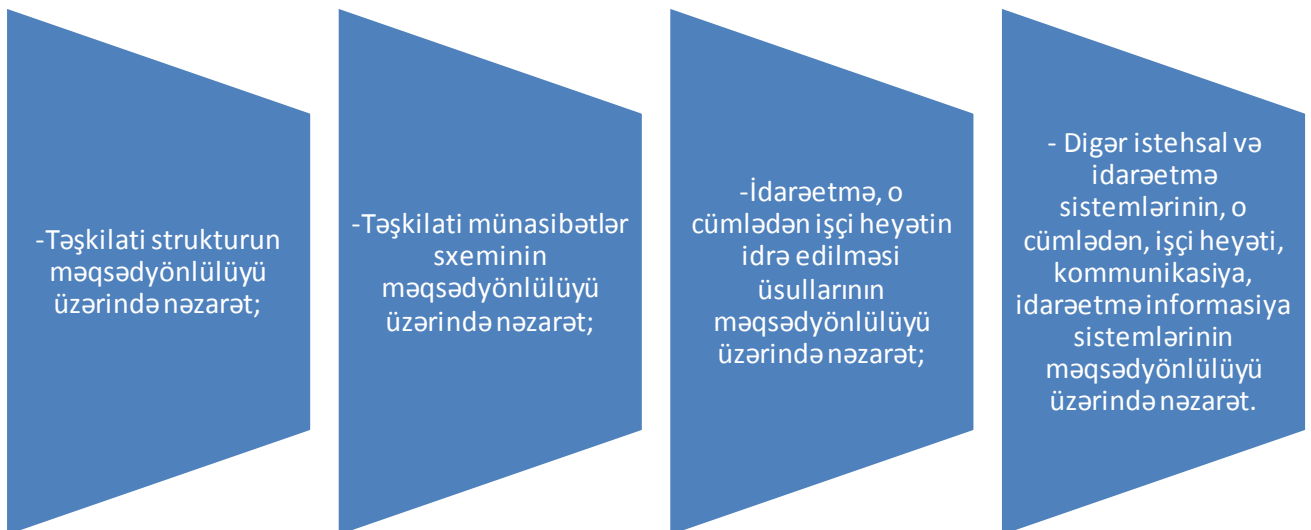 -Təşkilati strukturun
məqsədyönlülüyü
üzərində nəzarət;
-Təşkilati münasibətlər
sxeminin
məqsədyönlülüyü
üzərində nəzarət;
-İdarəetmə, o
cümlədən işçi heyətin
idrə edilməsi
üsullarının
məqsədyönlülüyü
üzərində nəzarət;
- Digər istehsal və
idarəetmə
sistemlərinin, o
cümlədən, işçi heyəti,
kommunikasiya,
idarəetmə informasiya
sistemlərinin
məqsədyönlülüyü
üzərində nəzarət.